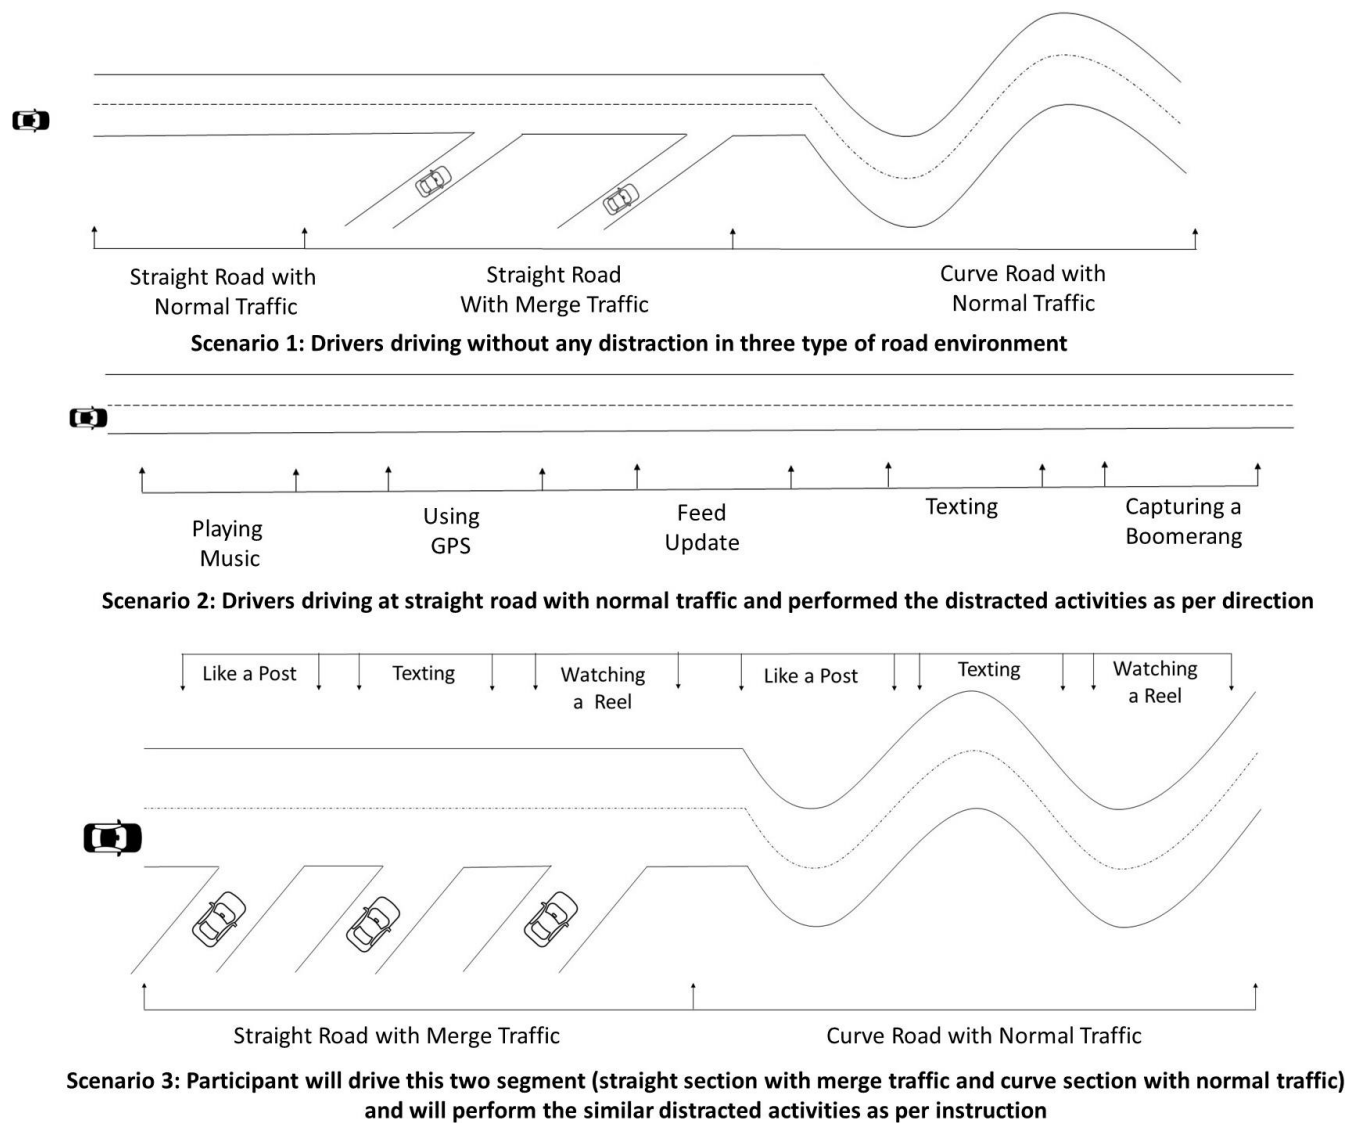 Straight Road with
Normal Traffic
Straight Road
With Merge Traffic
Curve Road with
Normal Traffic
Scenario 1: Drivers driving without any distraction in three type of road environment
Playing
Music
Using
GPS
Feed
Update
Texting
Capturing a
Boomerang
Scenario 2: Drivers driving at straight road with normal traffic and performed the distracted activities as per direction
Like a Post
Texting
Watching
a Reel
Like a Post
Texting
Watching
a Reel
Straight Road with Merge Traffic
Curve Road with Normal Traffic
Scenario 3: Participant will drive this two segment (straight section with merge traffic and curve section with normal traffic)
and will perform the similar distracted activities as per instruction